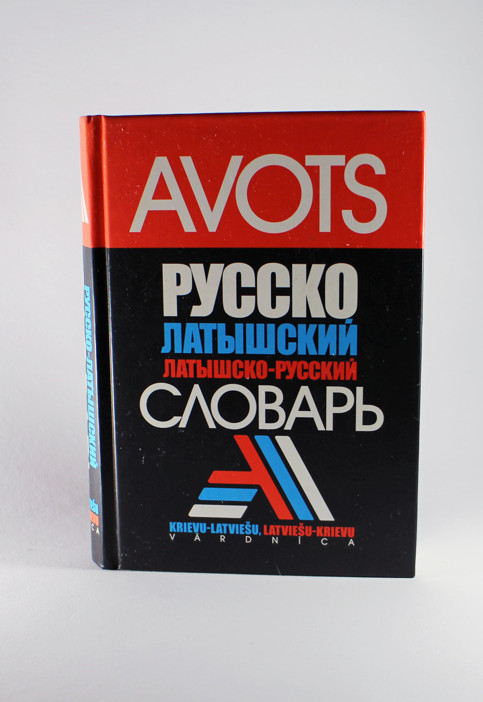 AVOTS
РУССКО
ЛАТЫШСКИЙ
ЛАТЫШСКО-РУССКИЙ
СЛОВАРЬ
KRIEVU-LATVIEŠU, LATVIEŠU-KRIEVU
VĀRDNĪCA
РУССКО-ЛАТЫШСКИЙ